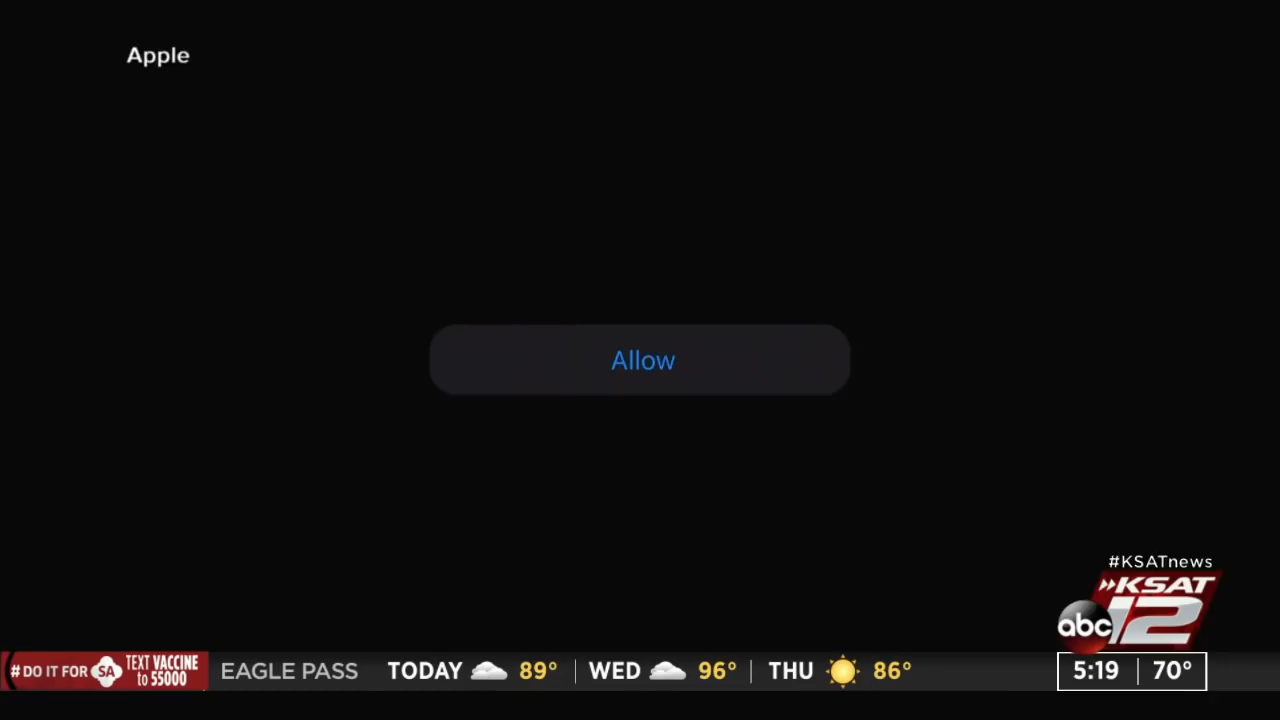 Apple
Allow
#KSATnews
KSAT
abc 12
#DO IT FOR SA TEXT VACCINE to 55000
EAGLE PASS TODAY 89° WED 96° THU 86°
5:19 70°